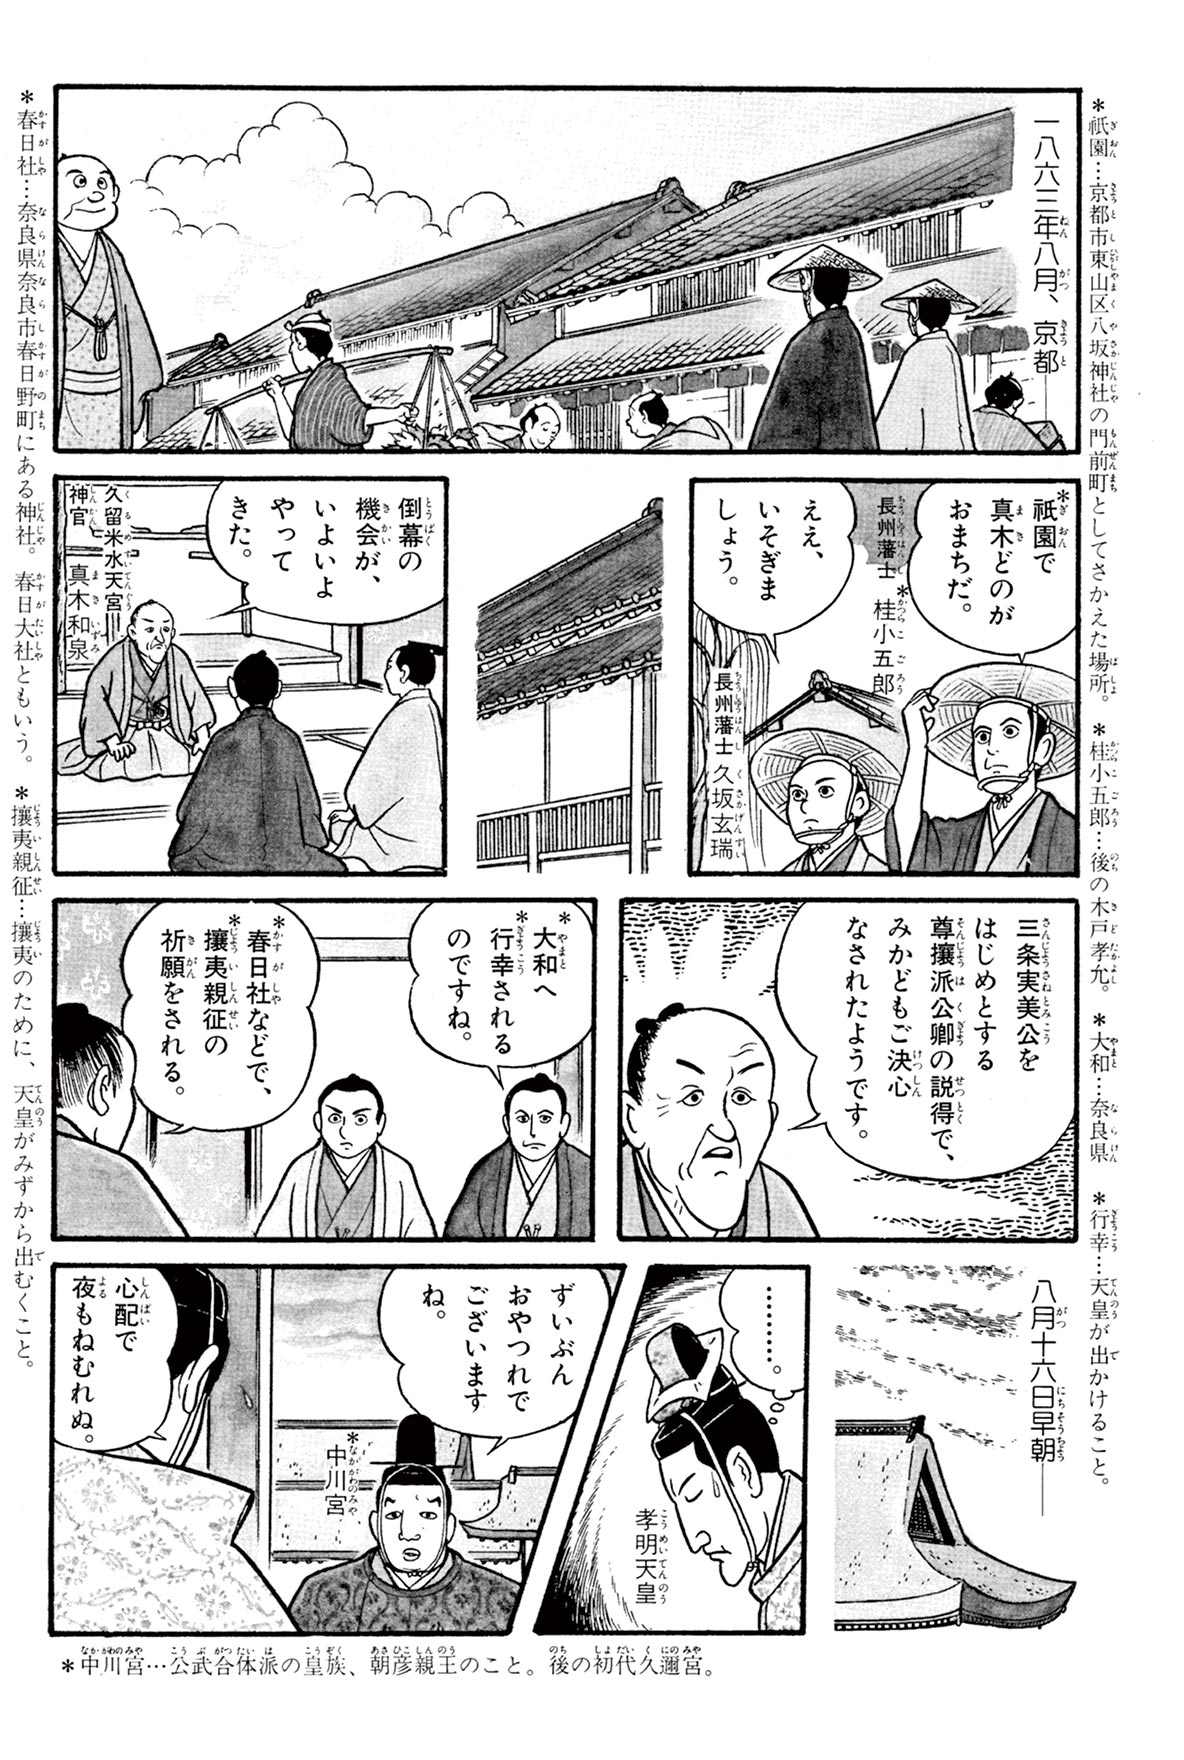 ＊祇園…京都市東山区八坂神社の門前町としてさかえた場所。 ＊桂小五郎…後の木戸孝允。 ＊大和…奈良県 ＊行幸…天皇が出かけること。
一八六三年八月、京都
＊祇園で
真木どのが
おまちだ。
長州藩士 ＊桂小五郎
ええ、
いそぎま
しょう。
長州藩士 久坂玄瑞
倒幕の
機会が、
いよいよ
やって
きた。
久留米水天宮
神官
真木和泉
三条実美公を
はじめとする
尊攘派公卿の説得で、
みかどもご決心
なされたようです。
＊大和へ
＊行幸される
のですね。
＊春日社などで、
＊攘夷親征の
祈願をされる。
八月十六日早朝――
………。
孝明天皇
ずいぶん
おやつれで
ございます
ね。
＊中川宮
心配で
夜もねむれぬ。
＊春日社…奈良県奈良市春日野町にある神社。春日大社ともいう。 ＊攘夷親征…攘夷のために、天皇がみずから出むくこと。
＊中川宮…公武合体派の皇族、朝彦親王のこと。後の初代久邇宮。